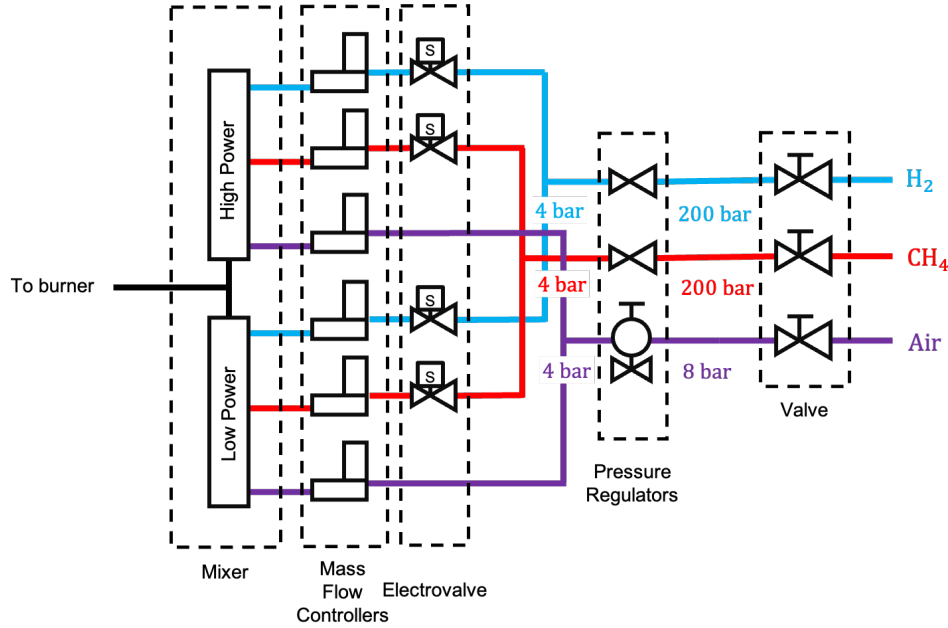 S
S
High Power
H₂
4 bar
200 bar
CH₄
4 bar
200 bar
To burner
S
Air
4 bar
8 bar
S
Low Power
Valve
Pressure
Regulators
Mixer
Mass
Flow
Controllers
Electrovalve